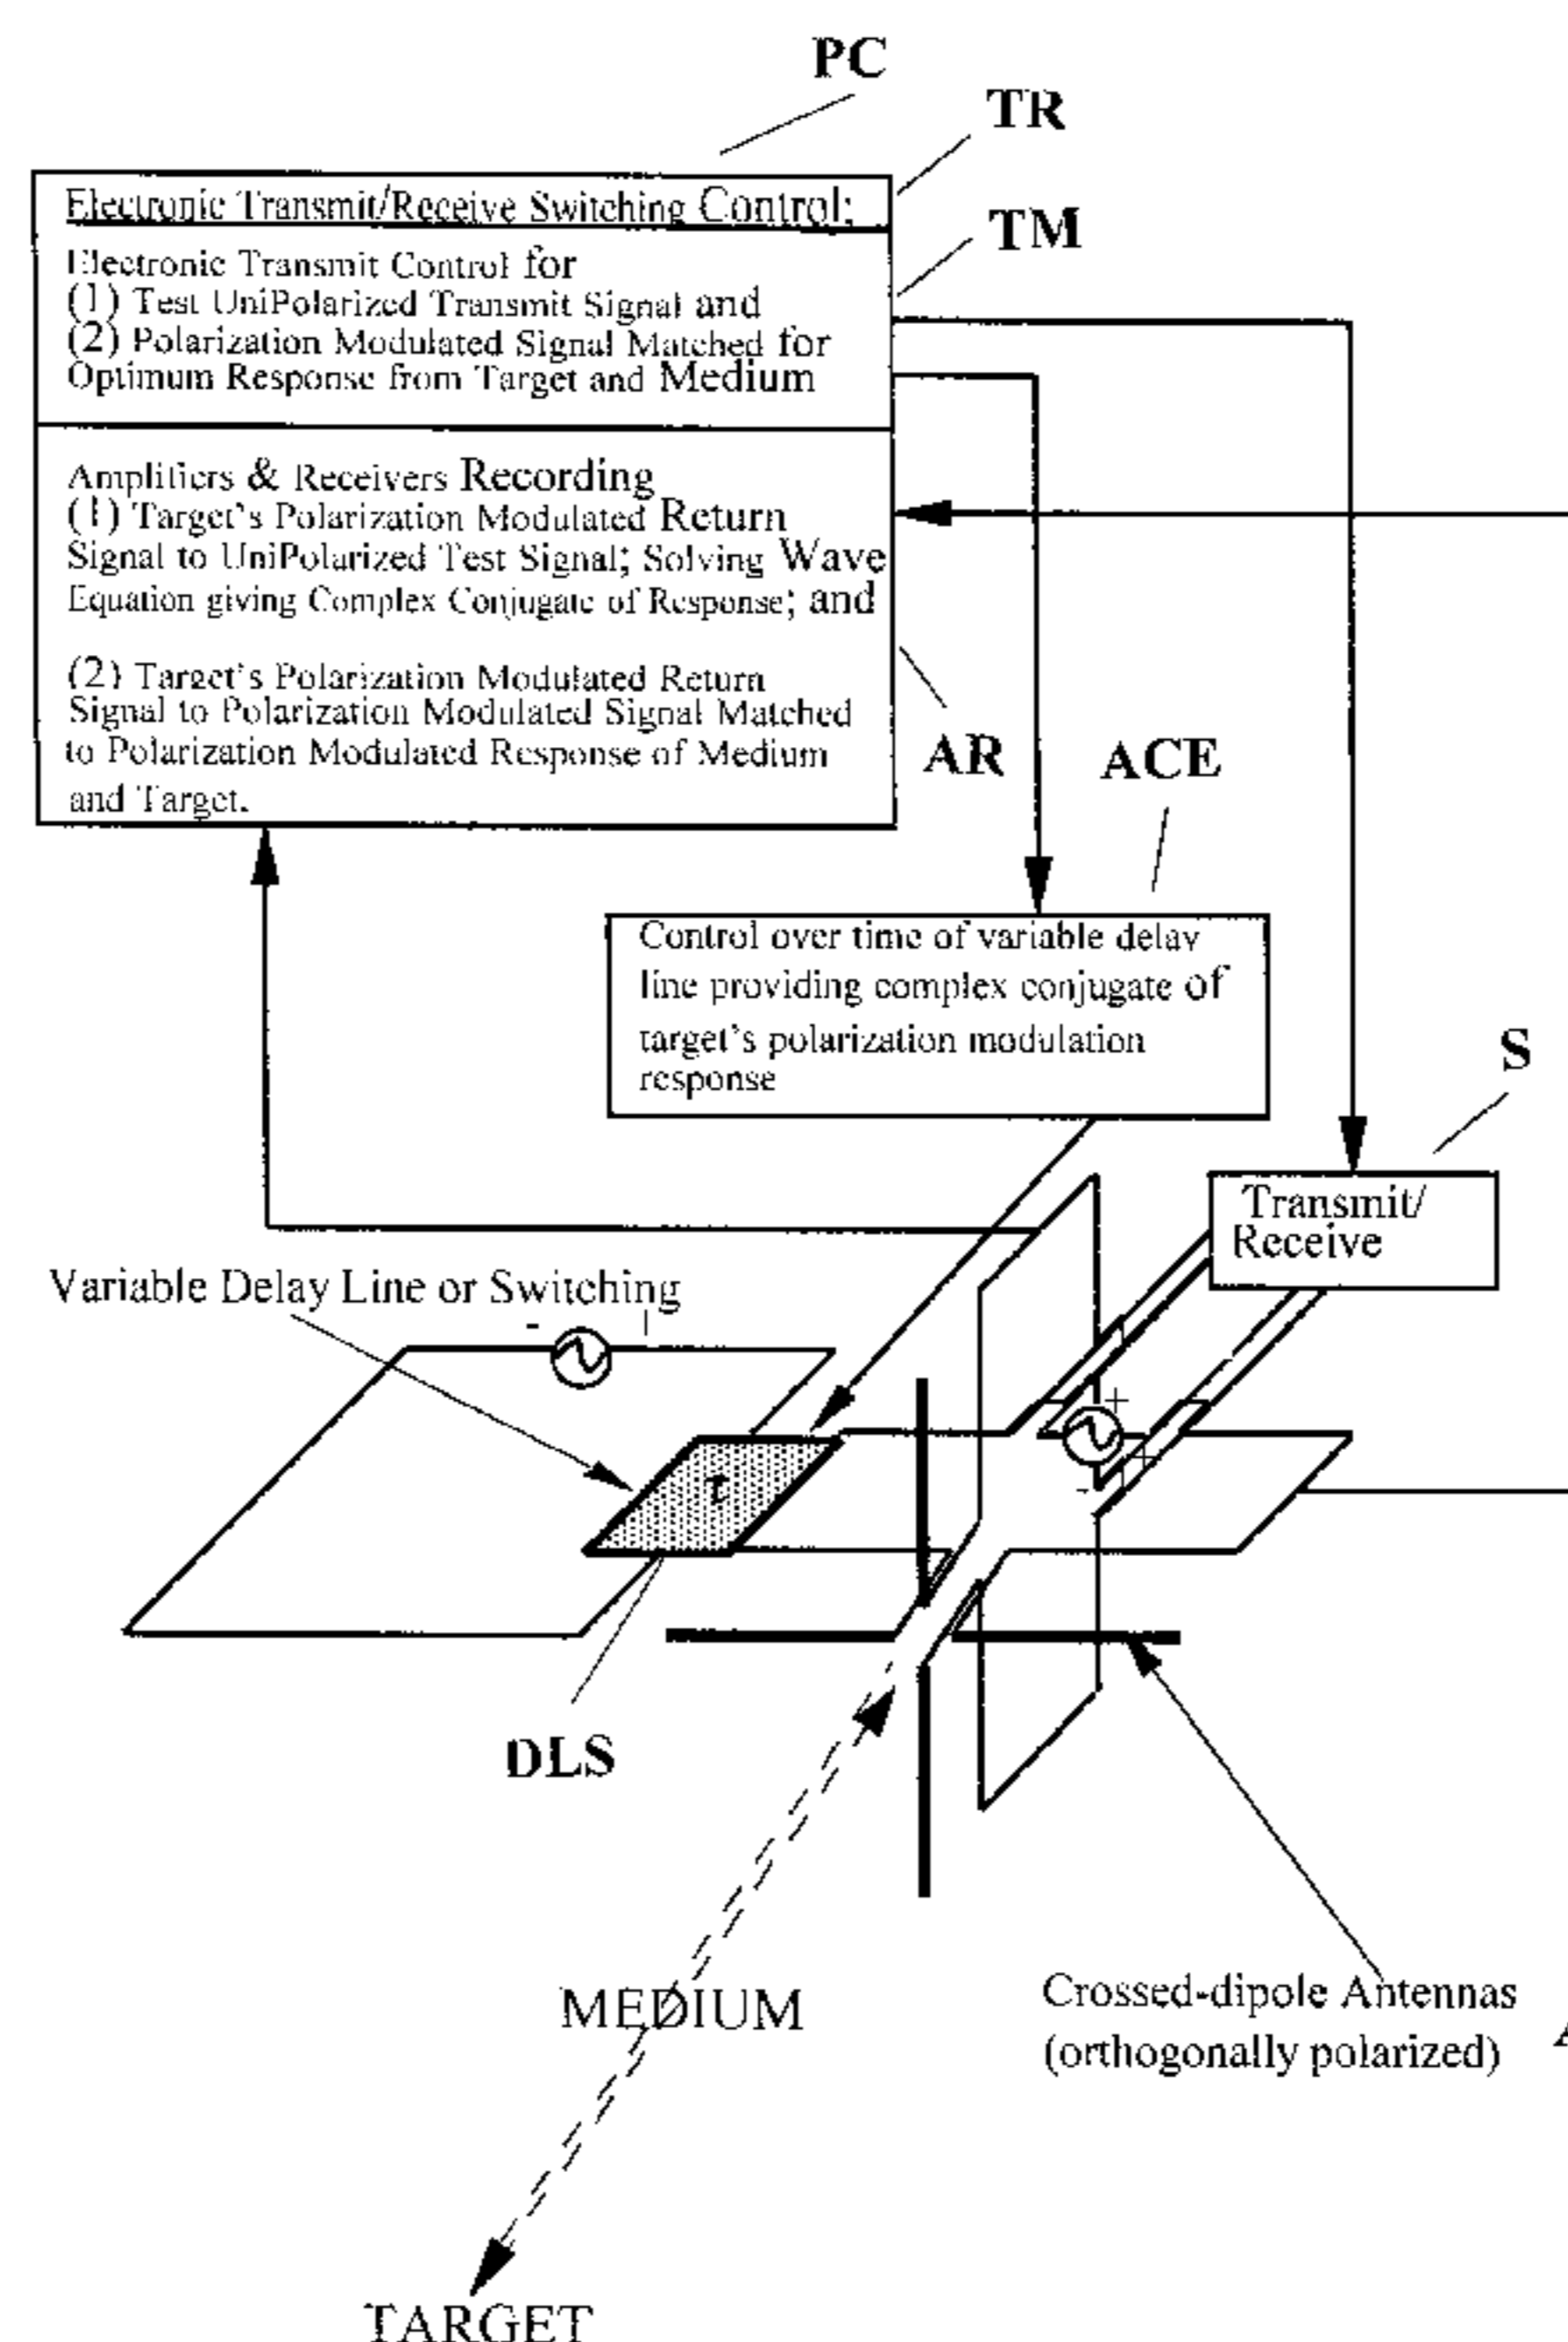 PC
TR
TM
Electronic Transmit/Receive Switching Control:
Electronic Transmit Control for
(1) Test UniPolarized Transmit Signal and
(2) Polarization Modulated Signal Matched for
Optimum Response from Target and Medium
Amplifiers & Receivers Recording
(1) Target's Polarization Modulated Return
Signal to UniPolarized Test Signal; Solving Wave
Equation giving Complex Conjugate of Response; and
(2) Target's Polarization Modulated Return
Signal to Polarization Modulated Signal Matched
to Polarization Modulated Response of Medium
and Target.
AR
ACE
Control over time of variable delay
line providing complex conjugate of
target's polarization modulation
response
S
Transmit/
Receive
Variable Delay Line or Switching
- +
+
+
-
τ
DLS
MEDIUM
Crossed-dipole Antennas
(orthogonally polarized)
TARGET